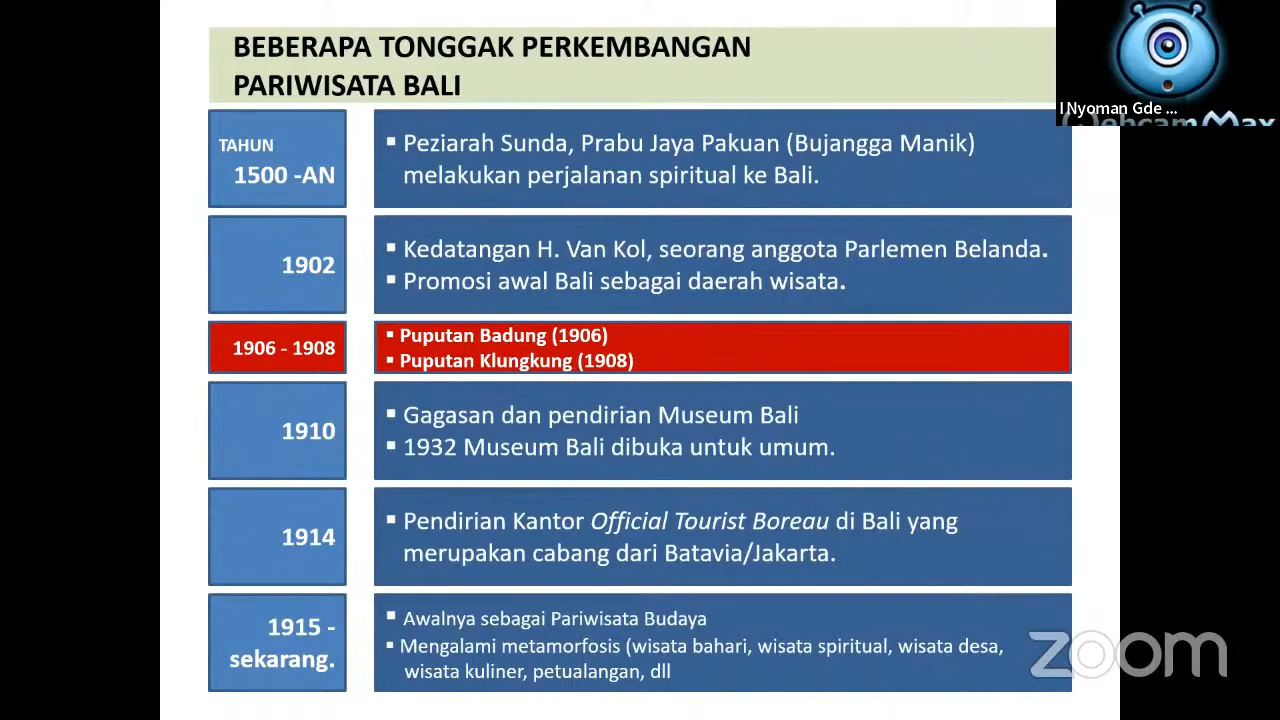 BEBERAPA TONGGAK PERKEMBANGAN
PARIWISATA BALI
I Nyoman Gde ...
TAHUN
1500 -AN
▪ Peziarah Sunda, Prabu Jaya Pakuan (Bujangga Manik)
melakukan perjalanan spiritual ke Bali.
1902
▪ Kedatangan H. Van Kol, seorang anggota Parlemen Belanda.
▪ Promosi awal Bali sebagai daerah wisata.
1906 - 1908
▪ Puputan Badung (1906)
▪ Puputan Klungkung (1908)
1910
▪ Gagasan dan pendirian Museum Bali
▪ 1932 Museum Bali dibuka untuk umum.
1914
▪ Pendirian Kantor Official Tourist Boreau di Bali yang
merupakan cabang dari Batavia/Jakarta.
1915 -
sekarang.
▪ Awalnya sebagai Pariwisata Budaya
▪ Mengalami metamorfosis (wisata bahari, wisata spiritual, wisata desa,
wisata kuliner, petualangan, dll
zoom